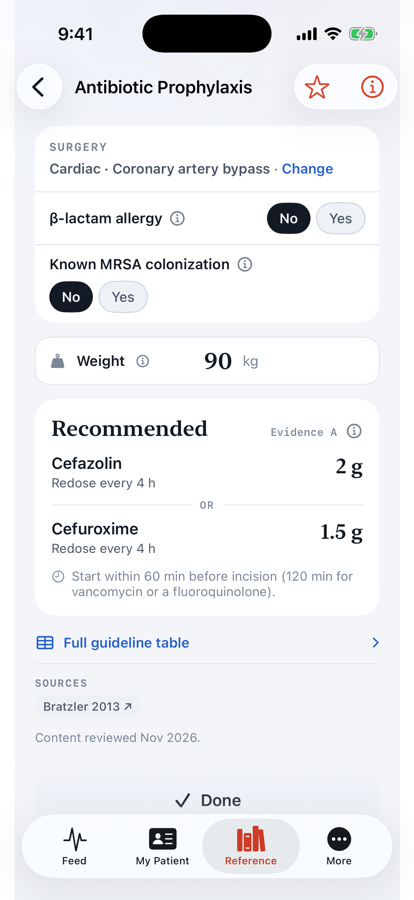 9:41
Antibiotic Prophylaxis
SURGERY
Cardiac · Coronary artery bypass · Change
β-lactam allergy No Yes
Known MRSA colonization
No Yes
Weight 90 kg
Recommended Evidence A
Cefazolin 2 g
Redose every 4 h
OR
Cefuroxime 1.5 g
Redose every 4 h
Start within 60 min before incision (120 min for
vancomycin or a fluoroquinolone).
Full guideline table
SOURCES
Bratzler 2013 ↗
Content reviewed Nov 2026.
Done
Feed My Patient Reference More